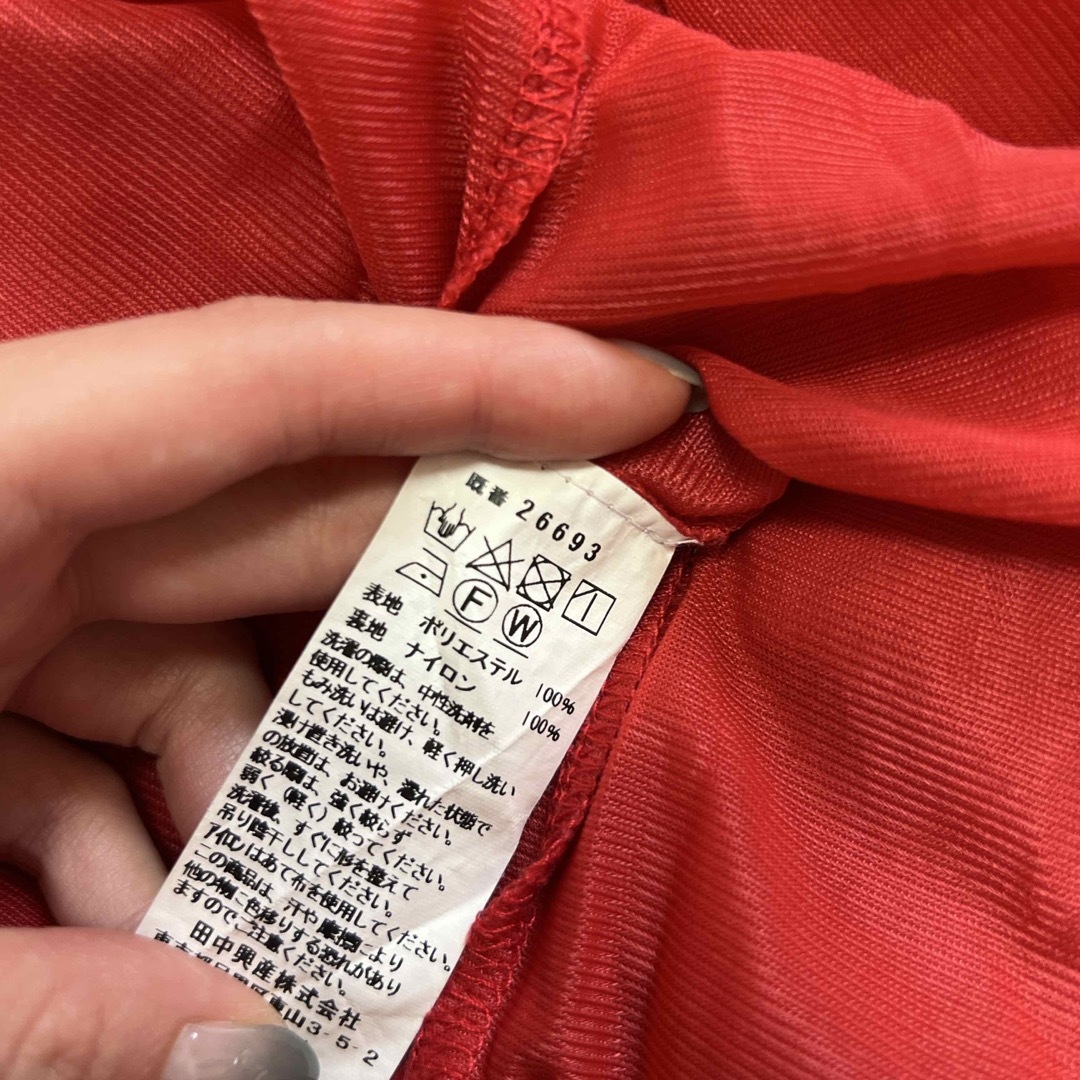 原番 26693
F W
表地 ポリエステル 100%
裏地 ナイロン 100%
洗濯の際は、中性洗剤を
使用してください。
もみ洗いは避け、軽く押し洗い
してください。
浸け置き洗いや、濡れた状態で
の放置は、お避けください。
絞る際は、強く絞らず
弱く（軽く）絞ってください。
洗濯後、すぐに形を整えて
吊り陰干ししてください。
アイロンはあて布を使用してください。
この商品は、汗や摩擦により
他の物に色移りする恐れがあり
ますので、ご注意ください。
田中興産株式会社
東山3-5-2